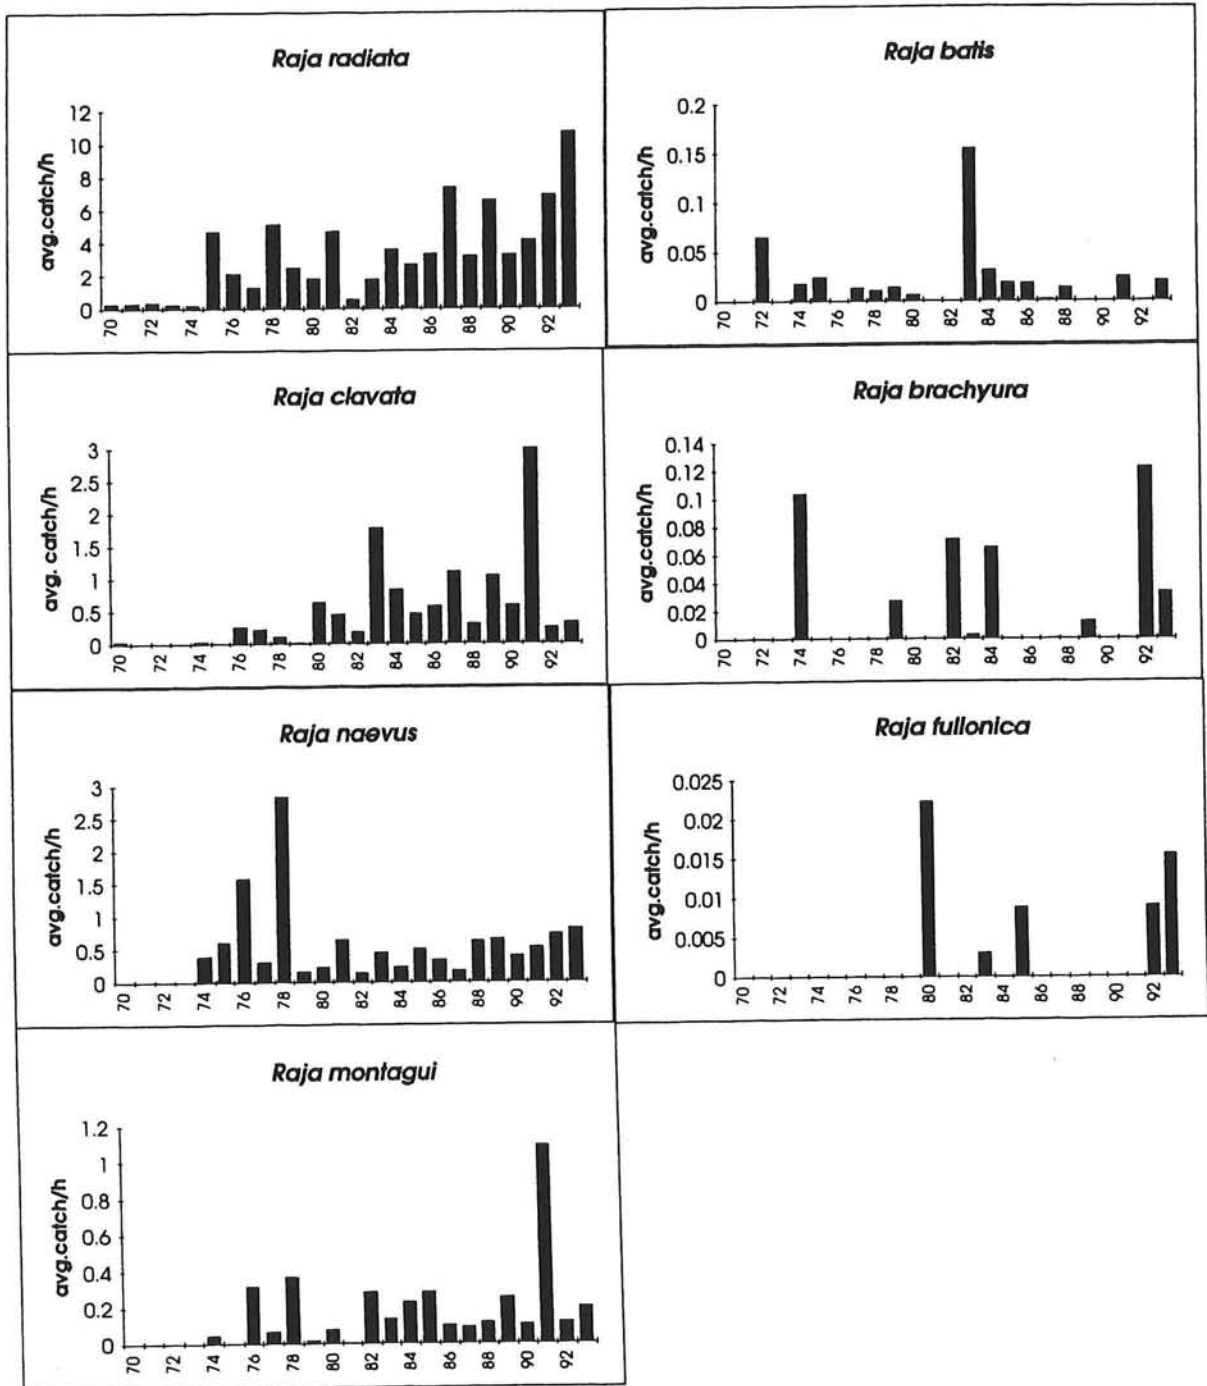 Raja radiata
avg.catch/h
12
10
8
6
4
2
0
70 72 74 76 78 80 82 84 86 88 90 92
Raja batis
avg.catch/h
0.2
0.15
0.1
0.05
0
70 72 74 76 78 80 82 84 86 88 90 92
Raja clavata
avg. catch/h
3
2.5
2
1.5
1
0.5
0
70 72 74 76 78 80 82 84 86 88 90 92
Raja brachyura
avg.catch/h
0.14
0.12
0.1
0.08
0.06
0.04
0.02
0
70 72 74 76 78 80 82 84 86 88 90 92
Raja naevus
avg.catch/h
3
2.5
2
1.5
1
0.5
0
70 72 74 76 78 80 82 84 86 88 90 92
Raja fullonica
avg.catch/h
0.025
0.02
0.015
0.01
0.005
0
70 72 74 76 78 80 82 84 86 88 90 92
Raja montagui
avg.catch/h
1.2
1
0.8
0.6
0.4
0.2
0
70 72 74 76 78 80 82 84 86 88 90 92